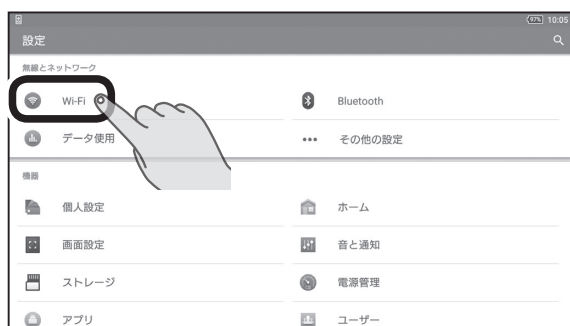 97% 10:05
設定
無線とネットワーク
Wi-Fi
Bluetooth
データ使用
その他の設定
機器
個人設定
ホーム
画面設定
音と通知
ストレージ
電源管理
アプリ
ユーザー